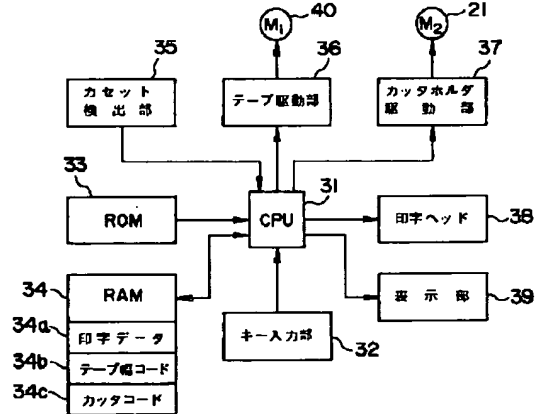 40
21
M₁
M₂
35
36
37
カセット
検出部
テープ駆動部
カッタホルダ
駆動部
33
31
ROM
CPU
印字ヘッド
38
34
RAM
表示部
39
34a
印字データ
キー入力部
32
34b
テープ幅コード
34c
カッタコード